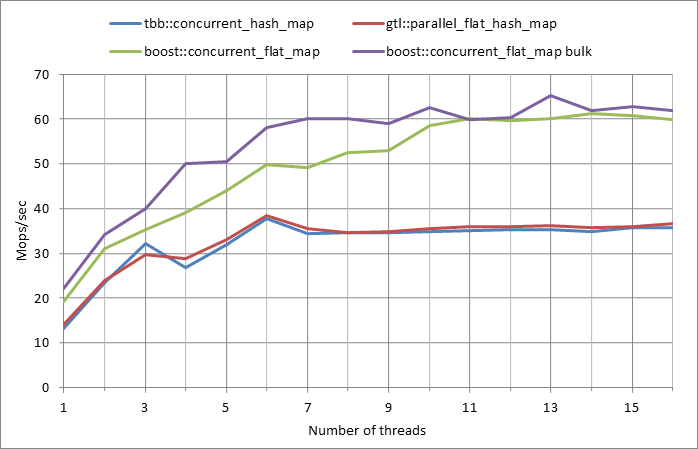 tbb::concurrent_hash_map gtl::parallel_flat_hash_map
boost::concurrent_flat_map boost::concurrent_flat_map bulk
70
60
50
40
30
20
10
0
Mops/sec
1 3 5 7 9 11 13 15
Number of threads